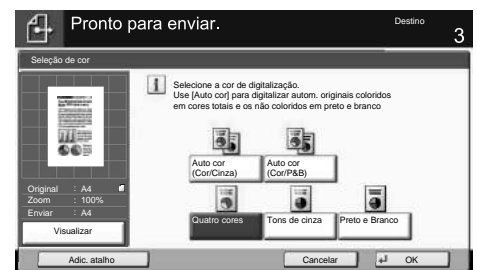 Pronto para enviar.
Destino
3
Seleção de cor
Selecione a cor de digitalização.
Use [Auto cor] para digitalizar autom. originais coloridos
em cores totais e os não coloridos em preto e branco
Auto cor
(Cor/Cinza)
Auto cor
(Cor/P&B)
Quatro cores
Tons de cinza
Preto e Branco
Original : A4
Zoom : 100%
Enviar : A4
Visualizar
Adic. atalho
Cancelar
OK